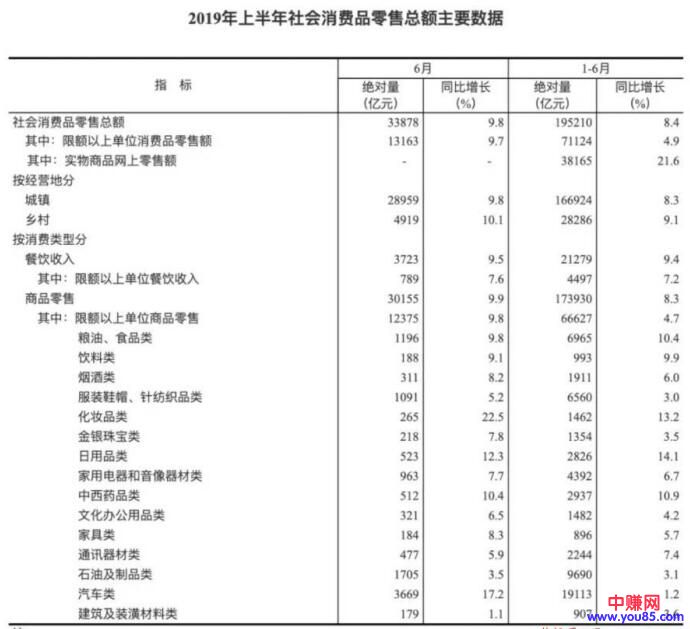 2019年上半年社会消费品零售总额主要数据
指 标 6月 1-6月
绝对量(亿元) 同比增长(%) 绝对量(亿元) 同比增长(%)
社会消费品零售总额 33878 9.8 195210 8.4
其中：限额以上单位消费品零售额 13163 9.7 71124 4.9
其中：实物商品网上零售额 - - 38165 21.6
按经营地分
城镇 28959 9.8 166924 8.3
乡村 4919 10.1 28286 9.1
按消费类型分
餐饮收入 3723 9.5 21279 9.4
其中：限额以上单位餐饮收入 789 7.6 4497 7.2
商品零售 30155 9.9 173930 8.3
其中：限额以上单位商品零售 12375 9.8 66627 4.7
粮油、食品类 1196 9.8 6965 10.4
饮料类 188 9.1 993 9.9
烟酒类 311 8.2 1911 6.0
服装鞋帽、针纺织品类 1091 5.2 6560 3.0
化妆品类 265 22.5 1462 13.2
金银珠宝类 218 7.8 1354 3.5
日用品类 523 12.3 2826 14.1
家用电器和音像器材类 963 7.7 4392 6.7
中西药品类 512 10.4 2937 10.9
文化办公用品类 321 6.5 1482 4.2
家具类 184 8.3 896 5.7
通讯器材类 477 5.9 2244 7.4
石油及制品类 1705 3.5 9690 3.1
汽车类 3669 17.2 19113 1.2
建筑及装潢材料类 179 1.1 907
中赚网
www.you85.com